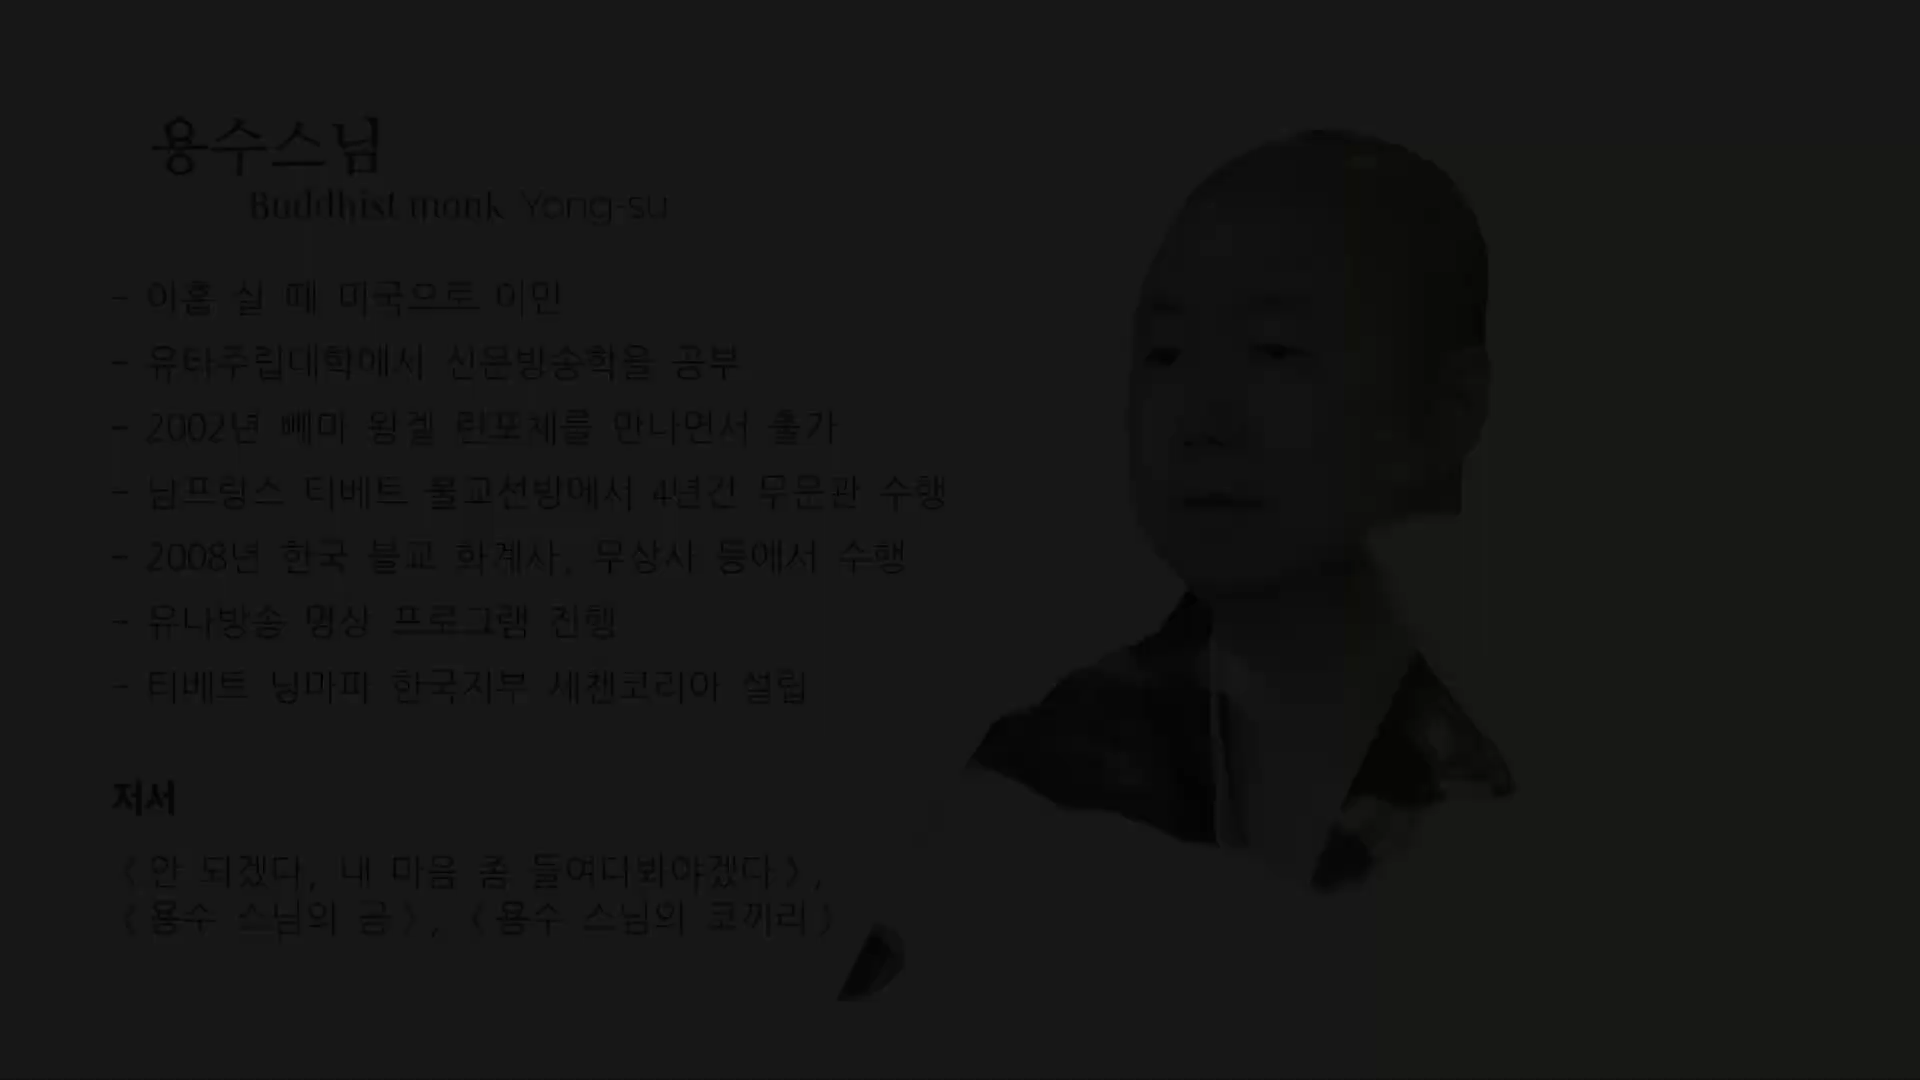 용수스님
Buddhist monk Yong-su
- 아홉 살 때 미국으로 이민
- 유타주립대학에서 신문방송학을 공부
- 2002년 뻬마 왕겔 린포체를 만나면서 출가
- 남프랑스 티베트 불교선방에서 4년간 무문관 수행
- 2008년 한국 불교 화계사, 무상사 등에서 수행
- 유나방송 명상 프로그램 진행
- 티베트 닝마파 한국지부 세첸코리아 설립
저서
〈안 되겠다, 내 마음 좀 들여다봐야겠다〉,
〈용수 스님의 곰〉, 〈용수 스님의 코끼리〉